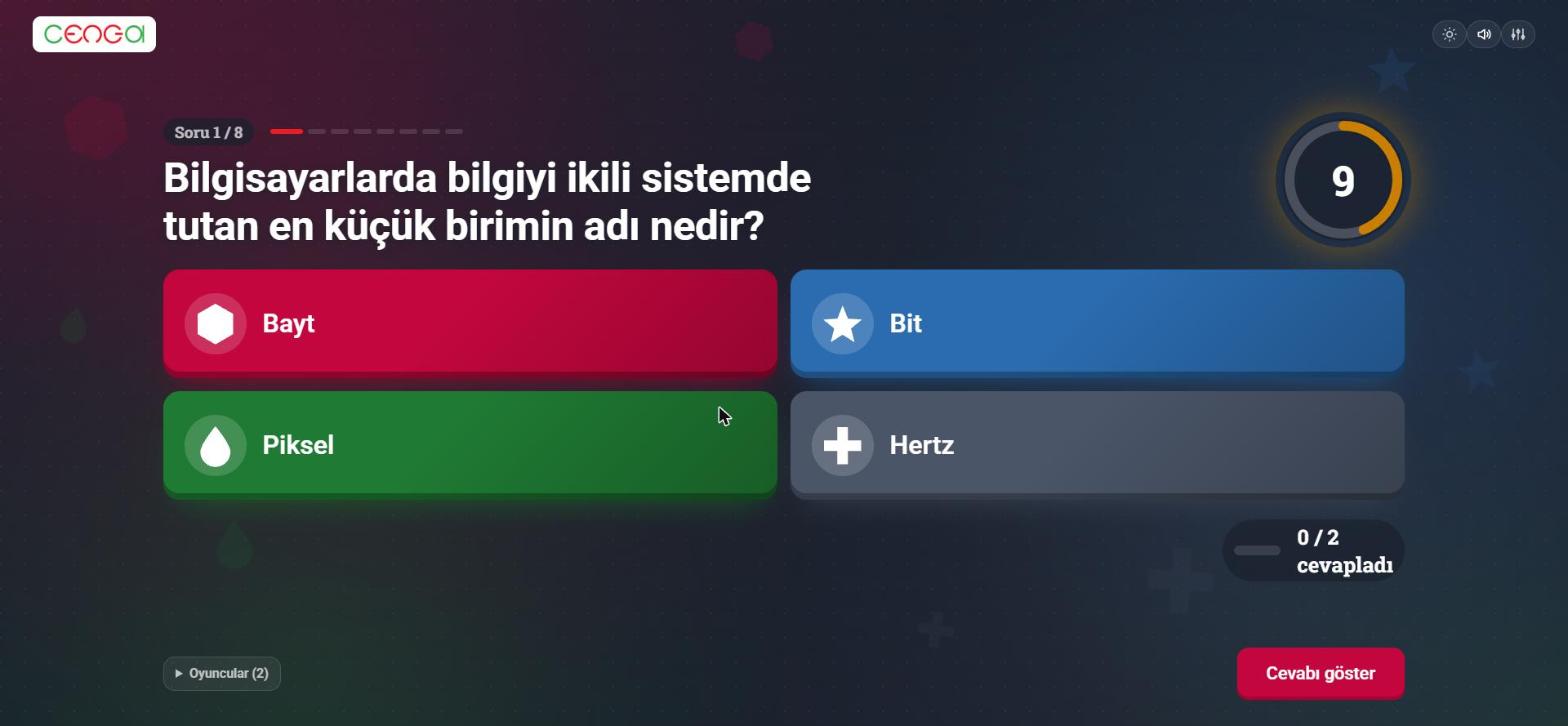 cenga
Soru 1 / 8
Bilgisayarlarda bilgiyi ikili sistemde
tutan en küçük birimin adı nedir?
9
Bayt
Bit
Piksel
Hertz
0 / 2
cevapladı
Oyuncular (2)
Cevabı göster